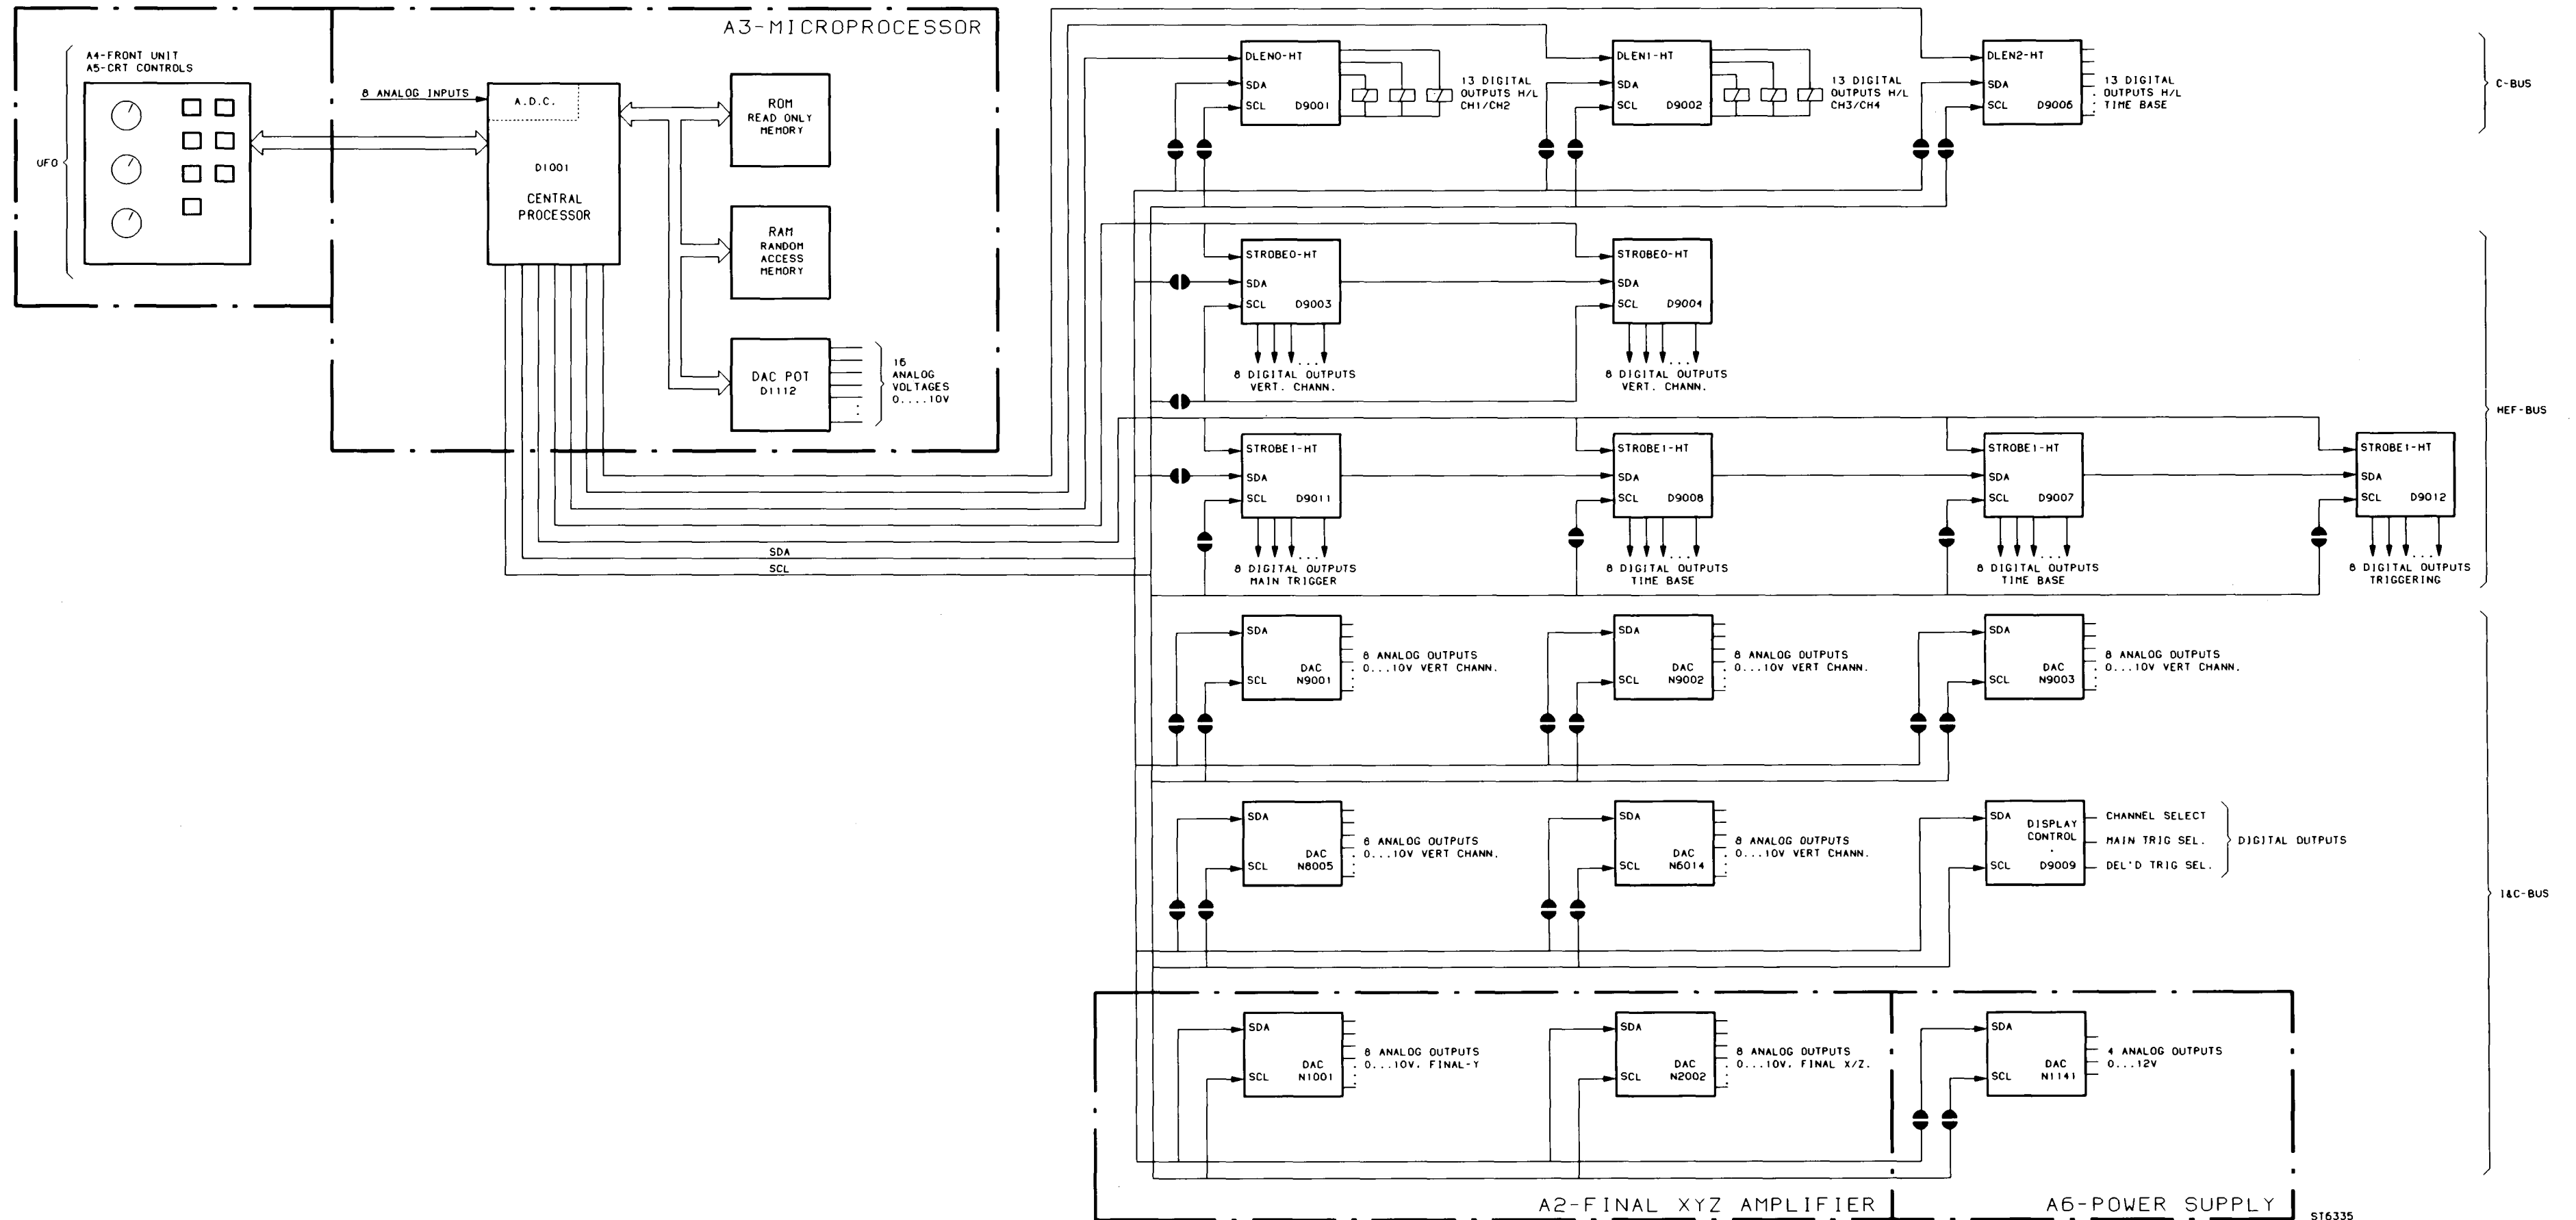 A3-MICROPROCESSOR
A4-FRONT UNIT
A5-CRT CONTROLS
UFO
8 ANALOG INPUTS
A.D.C.
D1001
CENTRAL
PROCESSOR
ROM
READ ONLY
MEMORY
RAM
RANDOM
ACCESS
MEMORY
DAC POT
D1112
16
ANALOG
VOLTAGES
0....10V
SDA
SCL
DLEN0-HT
SDA
SCL D9001
13 DIGITAL
OUTPUTS H/L
CH1/CH2
DLEN1-HT
SDA
SCL D9002
13 DIGITAL
OUTPUTS H/L
CH3/CH4
DLEN2-HT
SDA
SCL D9006
13 DIGITAL
OUTPUTS H/L
TIME BASE
C-BUS
STROBE0-HT
SDA
SCL D9003
8 DIGITAL OUTPUTS
VERT. CHANN.
STROBE0-HT
SDA
SCL D9004
8 DIGITAL OUTPUTS
VERT. CHANN.
HEF-BUS
STROBE1-HT
SDA
SCL D9011
8 DIGITAL OUTPUTS
MAIN TRIGGER
STROBE1-HT
SDA
SCL D9008
8 DIGITAL OUTPUTS
TIME BASE
STROBE1-HT
SDA
SCL D9007
8 DIGITAL OUTPUTS
TIME BASE
STROBE1-HT
SDA
SCL D9012
8 DIGITAL OUTPUTS
TRIGGERING
SDA
DAC
SCL N9001
8 ANALOG OUTPUTS
0...10V VERT CHANN.
SDA
DAC
SCL N9002
8 ANALOG OUTPUTS
0...10V VERT CHANN.
SDA
DAC
SCL N9003
8 ANALOG OUTPUTS
0...10V VERT CHANN.
SDA
DAC
SCL N8005
8 ANALOG OUTPUTS
0...10V VERT CHANN.
SDA
DAC
SCL N6014
8 ANALOG OUTPUTS
0...10V VERT CHANN.
SDA
DISPLAY
CONTROL
SCL D9009
CHANNEL SELECT
MAIN TRIG SEL.
DEL'D TRIG SEL.
DIGITAL OUTPUTS
I&C-BUS
SDA
DAC
SCL N1001
8 ANALOG OUTPUTS
0...10V. FINAL-Y
SDA
DAC
SCL N2002
8 ANALOG OUTPUTS
0...10V. FINAL X/Z.
SDA
DAC
SCL N1141
4 ANALOG OUTPUTS
0...12V
A2-FINAL XYZ AMPLIFIER
A6-POWER SUPPLY
ST6335